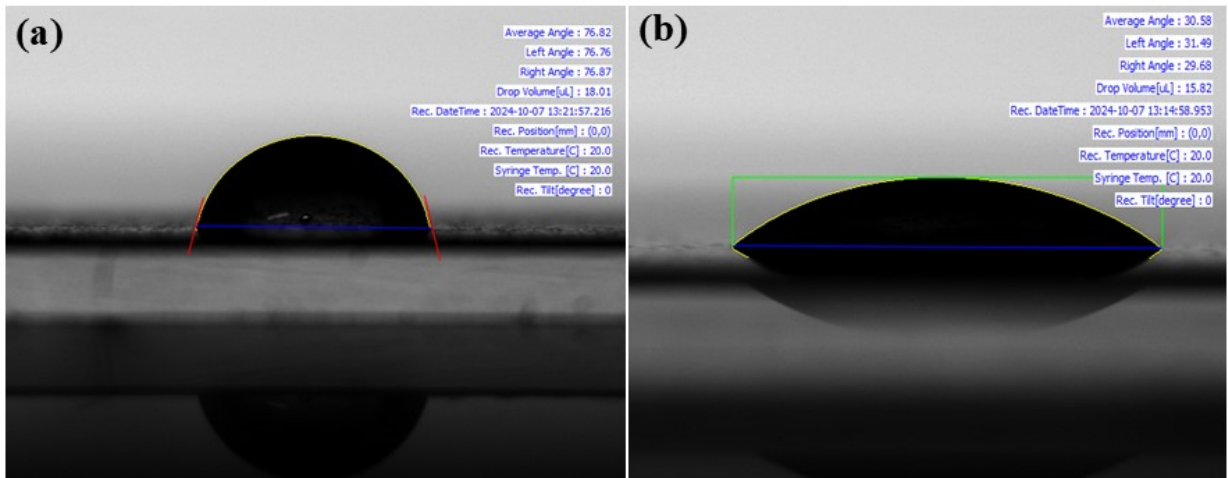 (a)
Average Angle : 76.82
Left Angle : 76.76
Right Angle : 76.87
Drop Volume[uL] : 18.01
Rec. DateTime : 2024-10-07 13:21:57.216
Rec. Position[mm] : (0,0)
Rec. Temperature[C] : 20.0
Syringe Temp. [C] : 20.0
Rec. Tilt[degree] : 0
(b)
Average Angle : 30.58
Left Angle : 31.49
Right Angle : 29.68
Drop Volume[uL] : 15.82
Rec. DateTime : 2024-10-07 13:14:58.953
Rec. Position[mm] : (0,0)
Rec. Temperature[C] : 20.0
Syringe Temp. [C] : 20.0
Rec. Tilt[degree] : 0